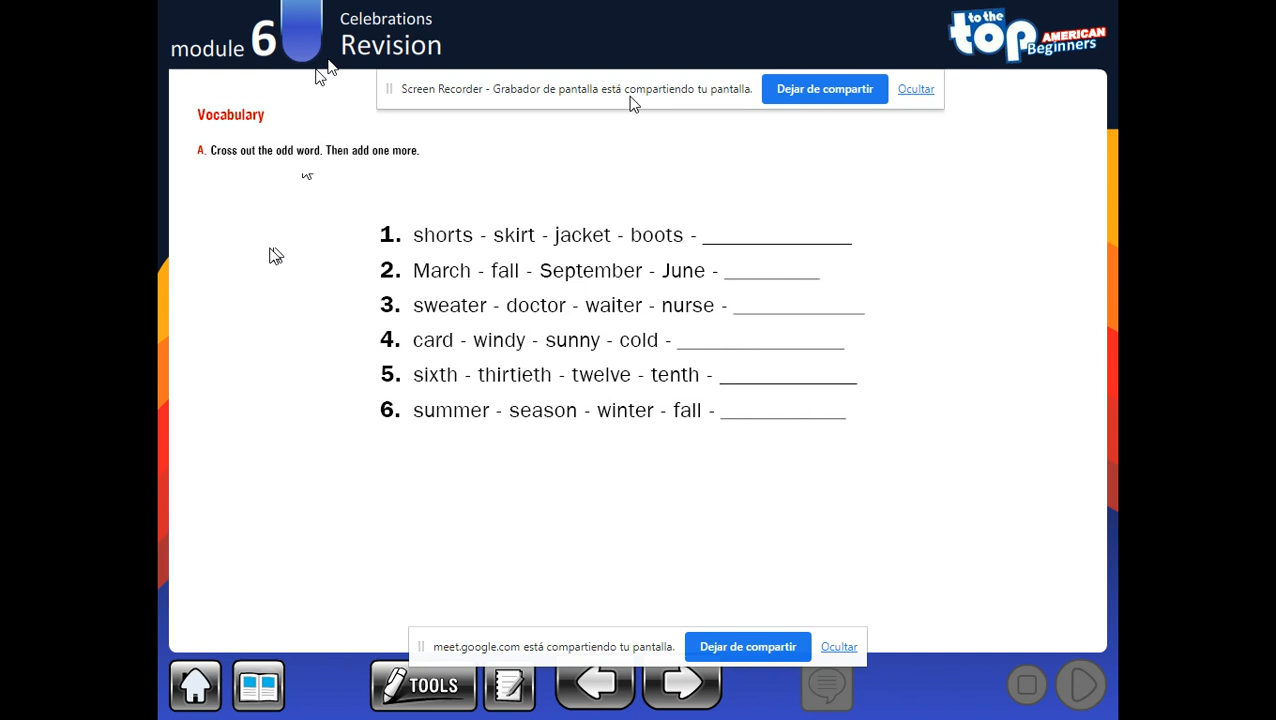 module 6
Celebrations
Revision
to the
top
AMERICAN
Beginners
Screen Recorder - Grabador de pantalla está compartiendo tu pantalla. Dejar de compartir Ocultar
Vocabulary
A. Cross out the odd word. Then add one more.
1. shorts - skirt - jacket - boots - ______________
2. March - fall - September - June - _________
3. sweater - doctor - waiter - nurse - ____________
4. card - windy - sunny - cold - ________________
5. sixth - thirtieth - twelve - tenth - _____________
6. summer - season - winter - fall - ____________
meet.google.com está compartiendo tu pantalla. Dejar de compartir Ocultar
TOOLS